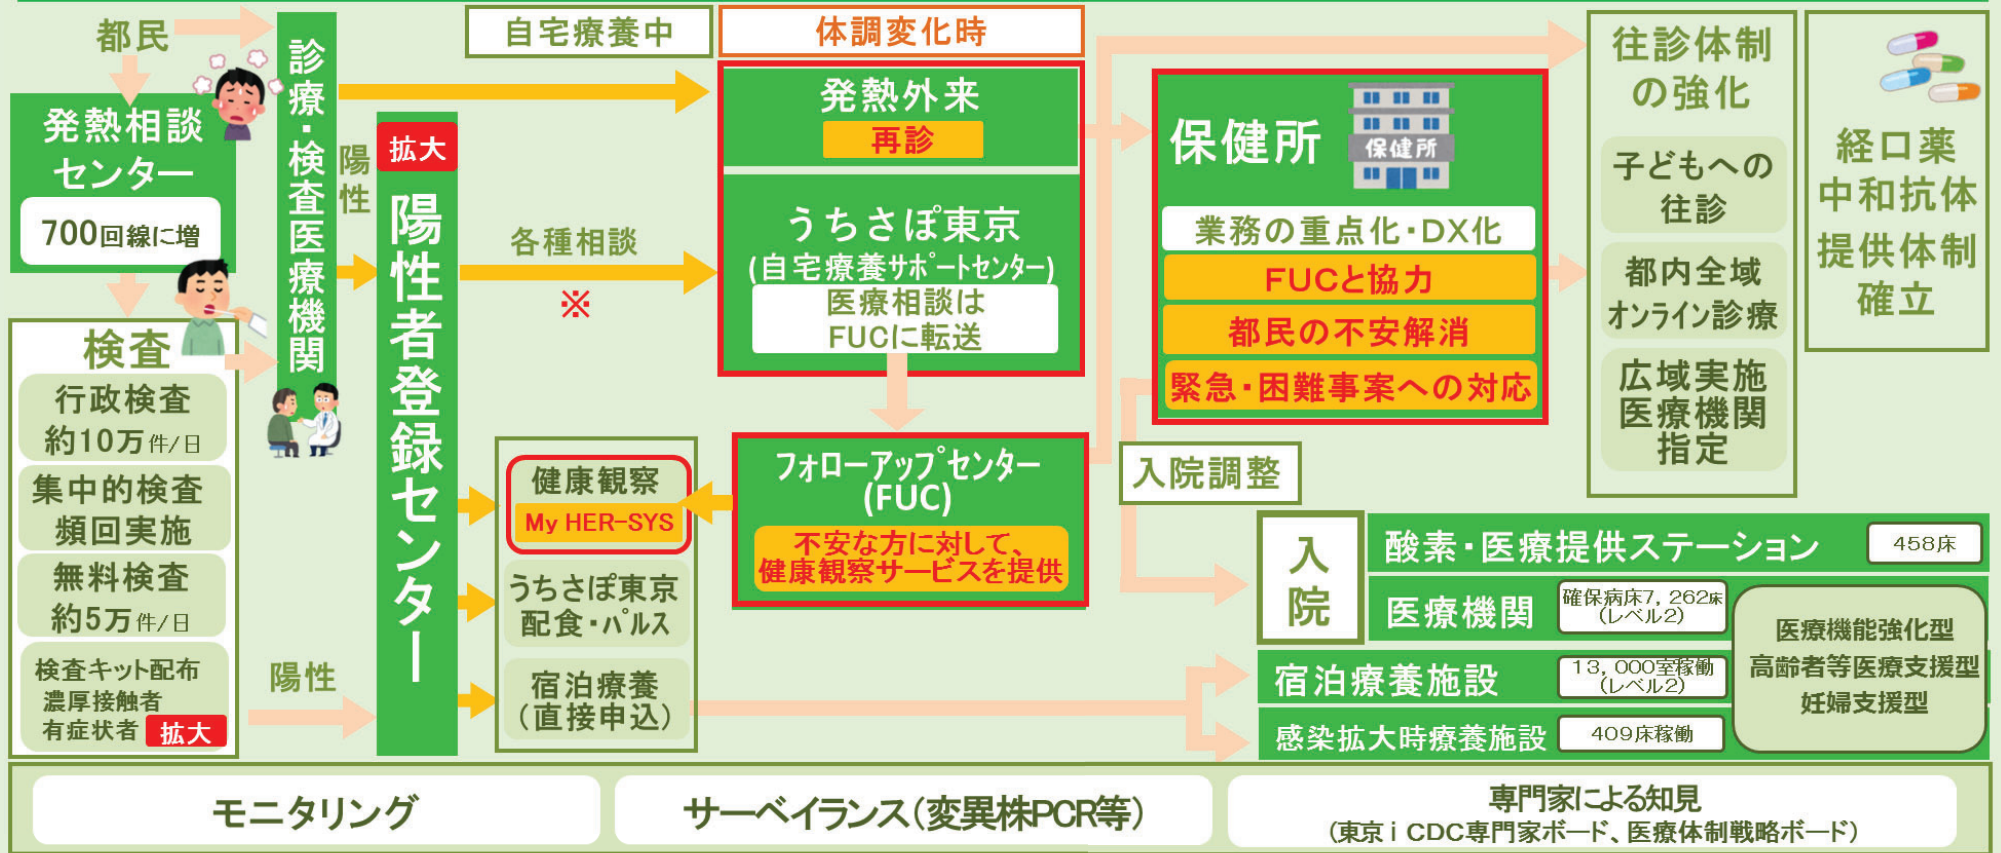 都民
発熱相談
センター
700回線に増
検査
行政検査
約10万件/日
集中的検査
頻回実施
無料検査
約5万件/日
検査キット配布
濃厚接触者
有症状者 拡大
診療・検査医療機関
陽性
陽性
拡大
陽性者登録センター
自宅療養中
各種相談
※
健康観察
My HER-SYS
うちさぽ東京
配食・パルス
宿泊療養
(直接申込)
体調変化時
発熱外来
再診
うちさぽ東京
(自宅療養サポートセンター)
医療相談は
FUCに転送
フォローアップセンター
(FUC)
不安な方に対して、
健康観察サービスを提供
保健所
保健所
業務の重点化・DX化
FUCと協力
都民の不安解消
緊急・困難事案への対応
入院調整
往診体制
の強化
子どもへの
往診
都内全域
オンライン診療
広域実施
医療機関
指定
経口薬
中和抗体
提供体制
確立
入院
酸素・医療提供ステーション
458床
医療機関
確保病床7,262床
(レベル2)
宿泊療養施設
13,000室稼働
(レベル2)
感染拡大時療養施設
409床稼働
医療機能強化型
高齢者等医療支援型
妊婦支援型
モニタリング
サーベイランス(変異株PCR等)
専門家による知見
(東京iCDC専門家ボード、医療体制戦略ボード)